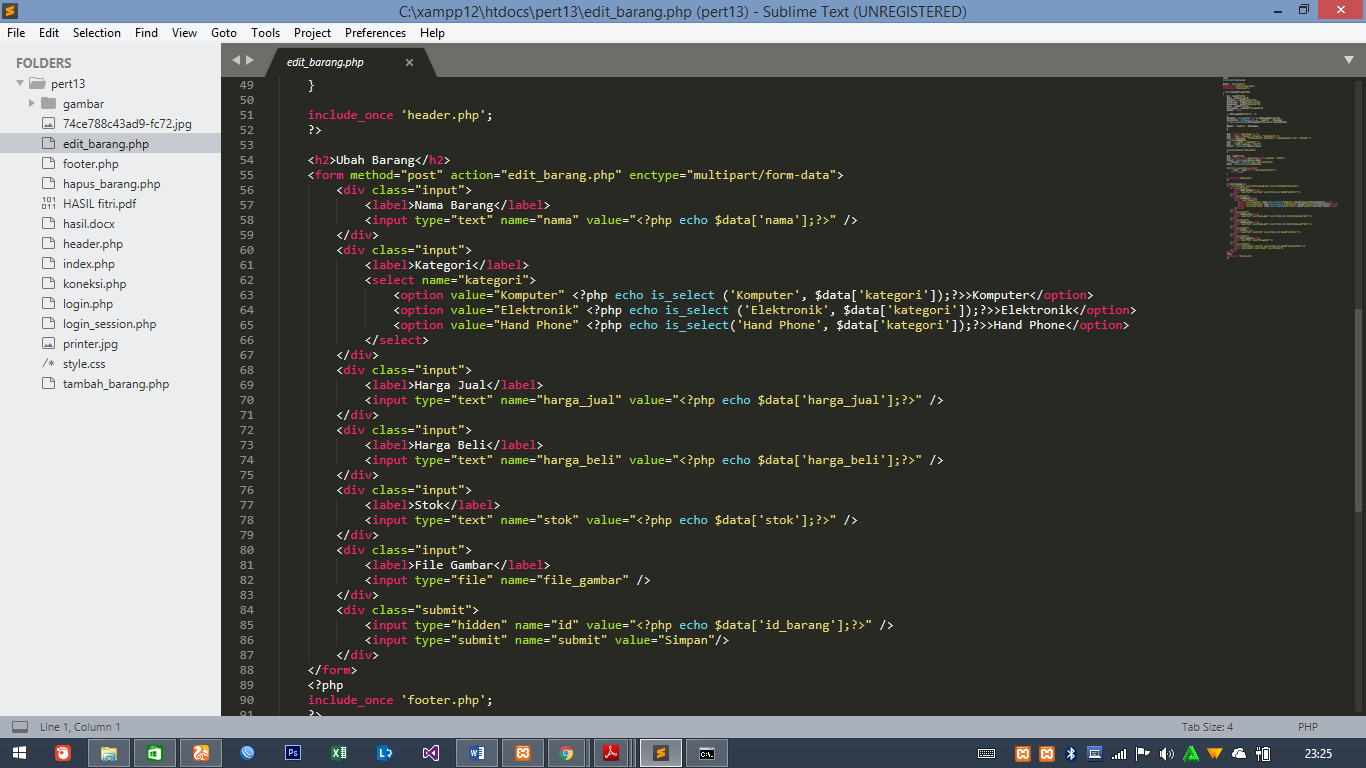 C:\xampp12\htdocs\pert13\edit_barang.php (pert13) - Sublime Text (UNREGISTERED)
File Edit Selection Find View Goto Tools Project Preferences Help
FOLDERS
pert13
gambar
74ce788c43ad9-fc72.jpg
edit_barang.php
footer.php
hapus_barang.php
HASIL fitri.pdf
hasil.docx
header.php
index.php
koneksi.php
login.php
login_session.php
printer.jpg
style.css
tambah_barang.php
edit_barang.php
49 }
50
51 include_once 'header.php';
52 ?>
53
54 <h2>Ubah Barang</h2>
55 <form method="post" action="edit_barang.php" enctype="multipart/form-data">
56 <div class="input">
57 <label>Nama Barang</label>
58 <input type="text" name="nama" value="<?php echo $data['nama'];?>" />
59 </div>
60 <div class="input">
61 <label>Kategori</label>
62 <select name="kategori">
63 <option value="Komputer" <?php echo is_select ('Komputer', $data['kategori']);?>>Komputer</option>
64 <option value="Elektronik" <?php echo is_select ('Elektronik', $data['kategori']);?>>Elektronik</option>
65 <option value="Hand Phone" <?php echo is_select('Hand Phone', $data['kategori']);?>>Hand Phone</option>
66 </select>
67 </div>
68 <div class="input">
69 <label>Harga Jual</label>
70 <input type="text" name="harga_jual" value="<?php echo $data['harga_jual'];?>" />
71 </div>
72 <div class="input">
73 <label>Harga Beli</label>
74 <input type="text" name="harga_beli" value="<?php echo $data['harga_beli'];?>" />
75 </div>
76 <div class="input">
77 <label>Stok</label>
78 <input type="text" name="stok" value="<?php echo $data['stok'];?>" />
79 </div>
80 <div class="input">
81 <label>File Gambar</label>
82 <input type="file" name="file_gambar" />
83 </div>
84 <div class="submit">
85 <input type="hidden" name="id" value="<?php echo $data['id_barang'];?>" />
86 <input type="submit" name="submit" value="Simpan"/>
87 </div>
88 </form>
89 <?php
90 include_once 'footer.php';
91 ?>
Line 1, Column 1
Tab Size: 4
PHP
23:25